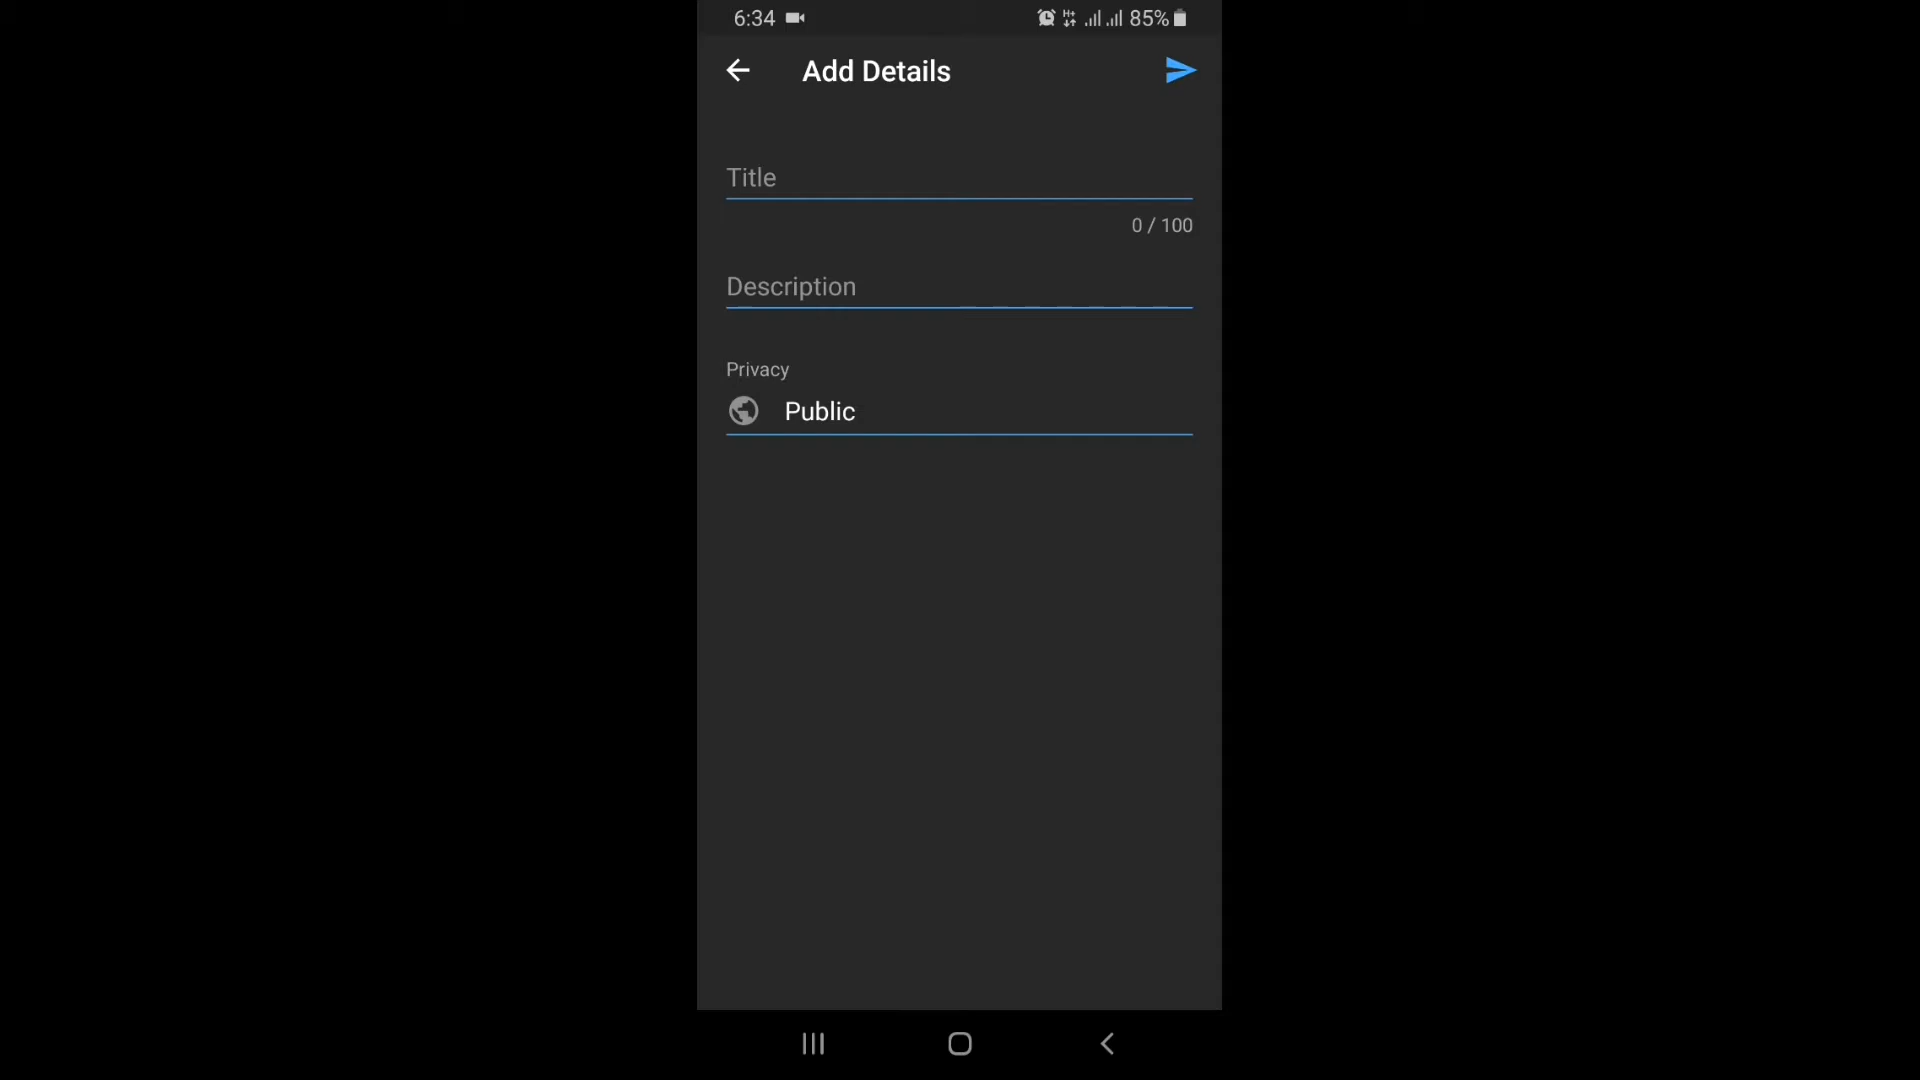 6:34 85%
Add Details
Title
0 / 100
Description
Privacy
Public